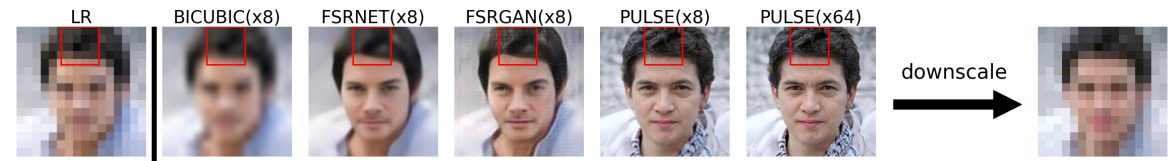 LR
BICUBIC(x8)
FSRNET(x8)
FSRGAN(x8)
PULSE(x8)
PULSE(x64)
downscale